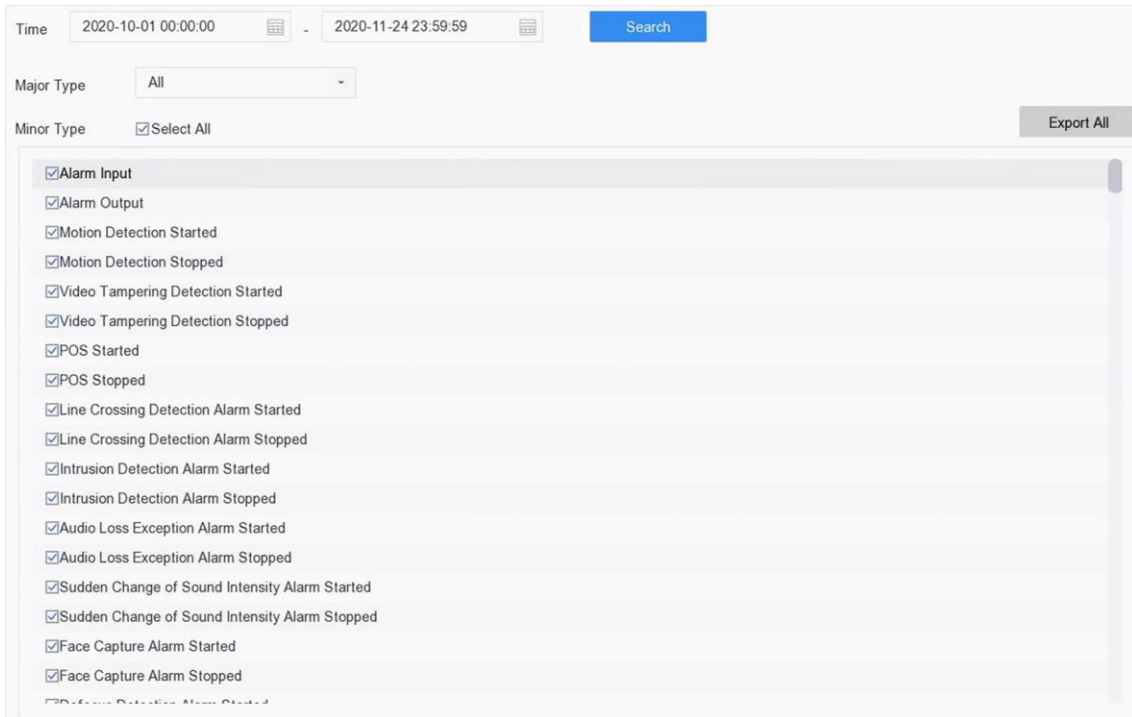 Time 2020-10-01 00:00:00 - 2020-11-24 23:59:59 Search
Major Type All
Minor Type Select All
Export All
Alarm Input
Alarm Output
Motion Detection Started
Motion Detection Stopped
Video Tampering Detection Started
Video Tampering Detection Stopped
POS Started
POS Stopped
Line Crossing Detection Alarm Started
Line Crossing Detection Alarm Stopped
Intrusion Detection Alarm Started
Intrusion Detection Alarm Stopped
Audio Loss Exception Alarm Started
Audio Loss Exception Alarm Stopped
Sudden Change of Sound Intensity Alarm Started
Sudden Change of Sound Intensity Alarm Stopped
Face Capture Alarm Started
Face Capture Alarm Stopped
Defocus Detection Alarm Started